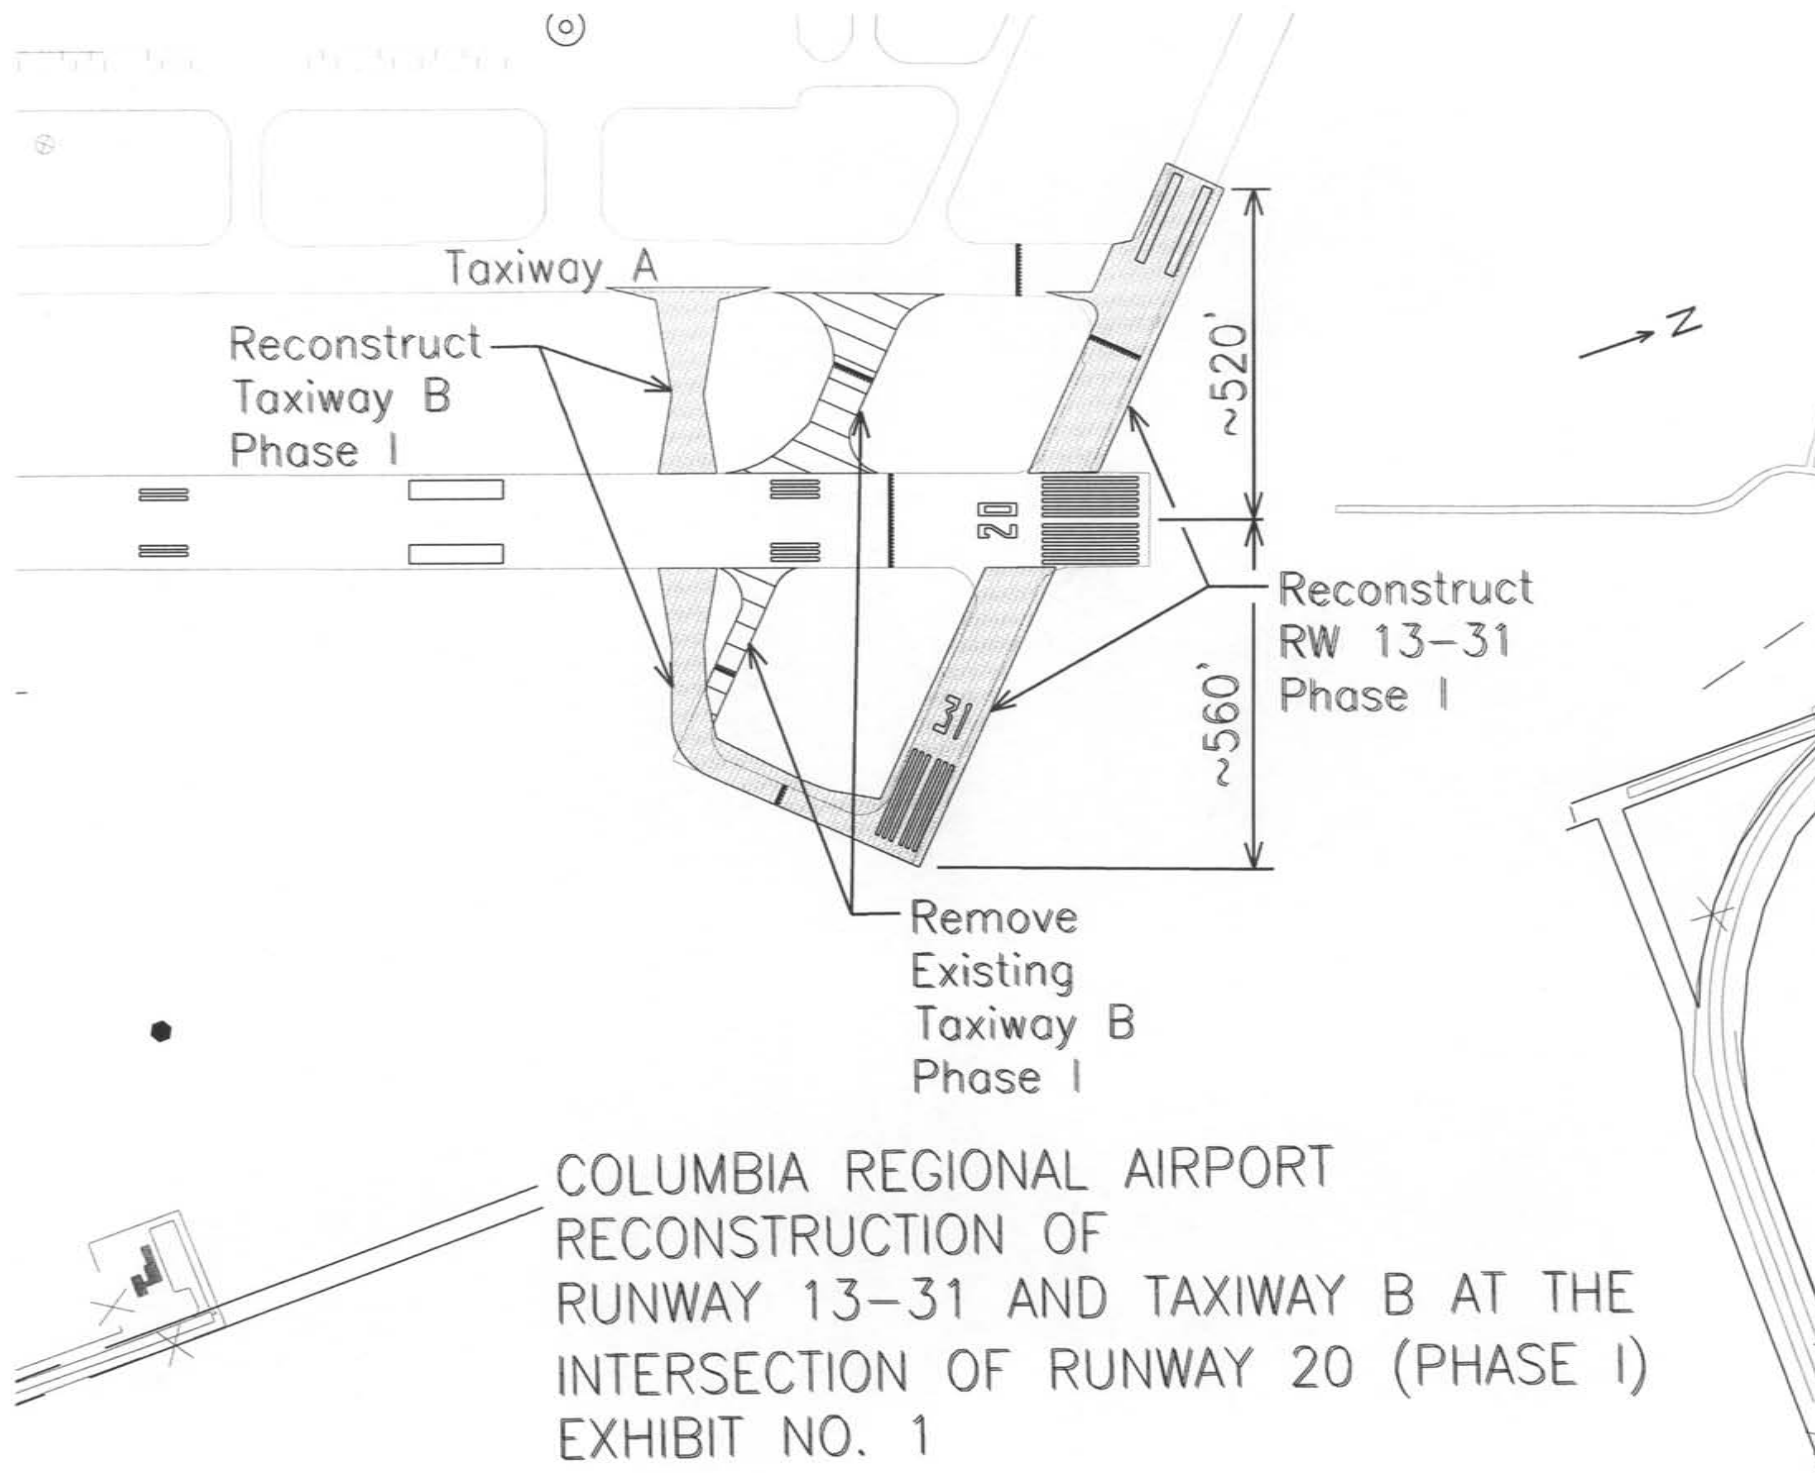 Taxiway A
Reconstruct
Taxiway B
Phase I
N
~520'
20
Reconstruct
RW 13-31
Phase I
31
~560'
Remove
Existing
Taxiway B
Phase I
COLUMBIA REGIONAL AIRPORT
RECONSTRUCTION OF
RUNWAY 13-31 AND TAXIWAY B AT THE
INTERSECTION OF RUNWAY 20 (PHASE I)
EXHIBIT NO. 1